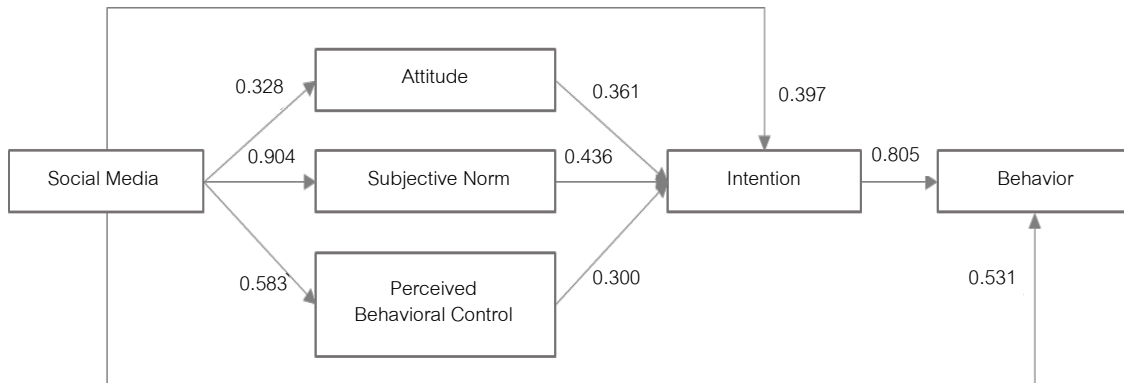 Attitude
0.328
0.361
0.397
0.904
0.436
0.805
Social Media
Subjective Norm
Intention
Behavior
0.583
Perceived
Behavioral Control
0.300
0.531